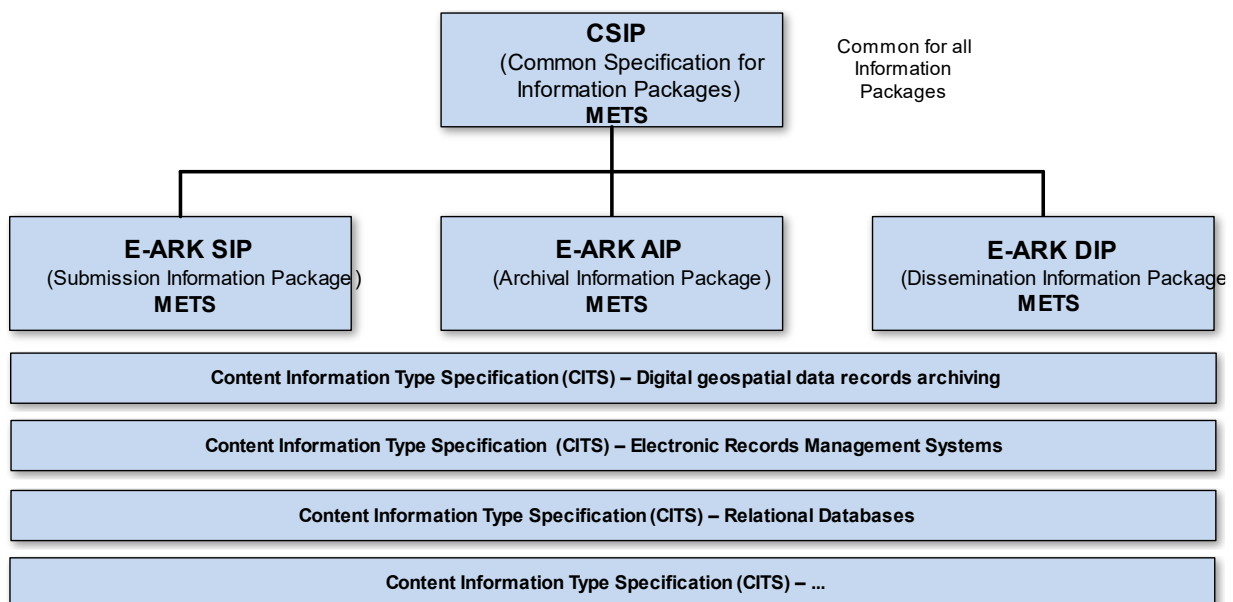 CSIP
(Common Specification for
Information Packages)
METS
Common for all
Information
Packages
E-ARK SIP
(Submission Information Package)
METS
E-ARK AIP
(Archival Information Package)
METS
E-ARK DIP
(Dissemination Information Package
METS
Content Information Type Specification (CITS) – Digital geospatial data records archiving
Content Information Type Specification (CITS) – Electronic Records Management Systems
Content Information Type Specification (CITS) – Relational Databases
Content Information Type Specification (CITS) – ...